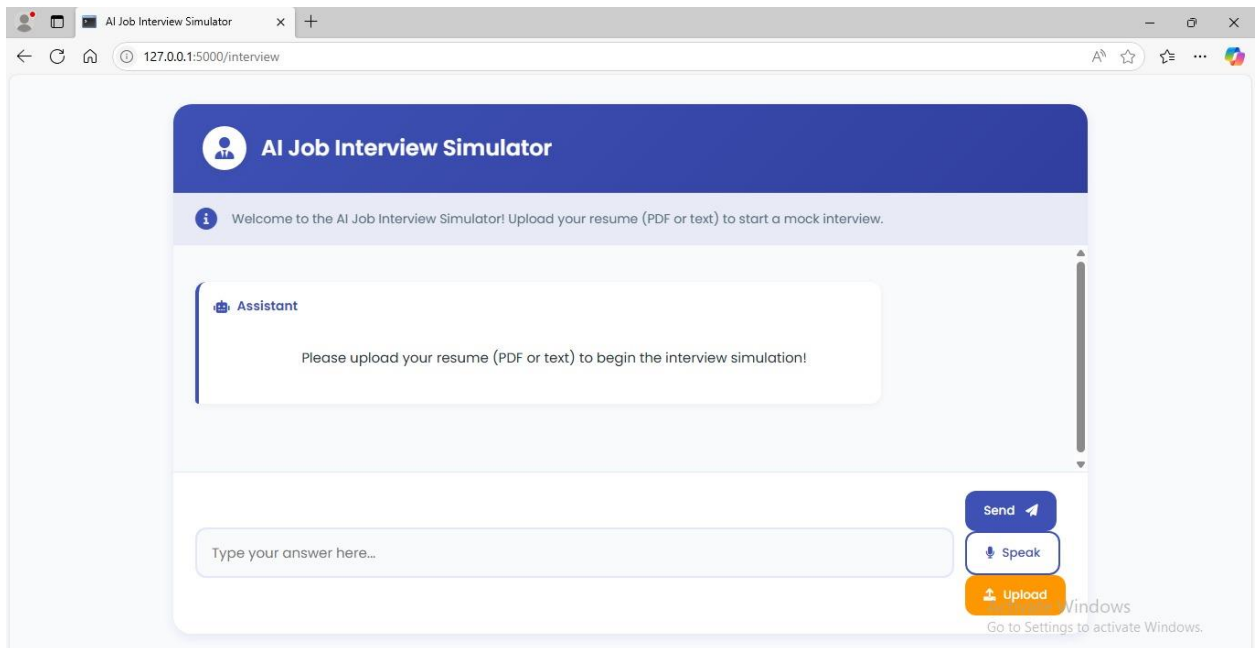 AI Job Interview Simulator
127.0.0.1:5000/interview
AI Job Interview Simulator
Welcome to the AI Job Interview Simulator! Upload your resume (PDF or text) to start a mock interview.
Assistant
Please upload your resume (PDF or text) to begin the interview simulation!
Send
Type your answer here...
Speak
Upload
Windows
Go to Settings to activate Windows.